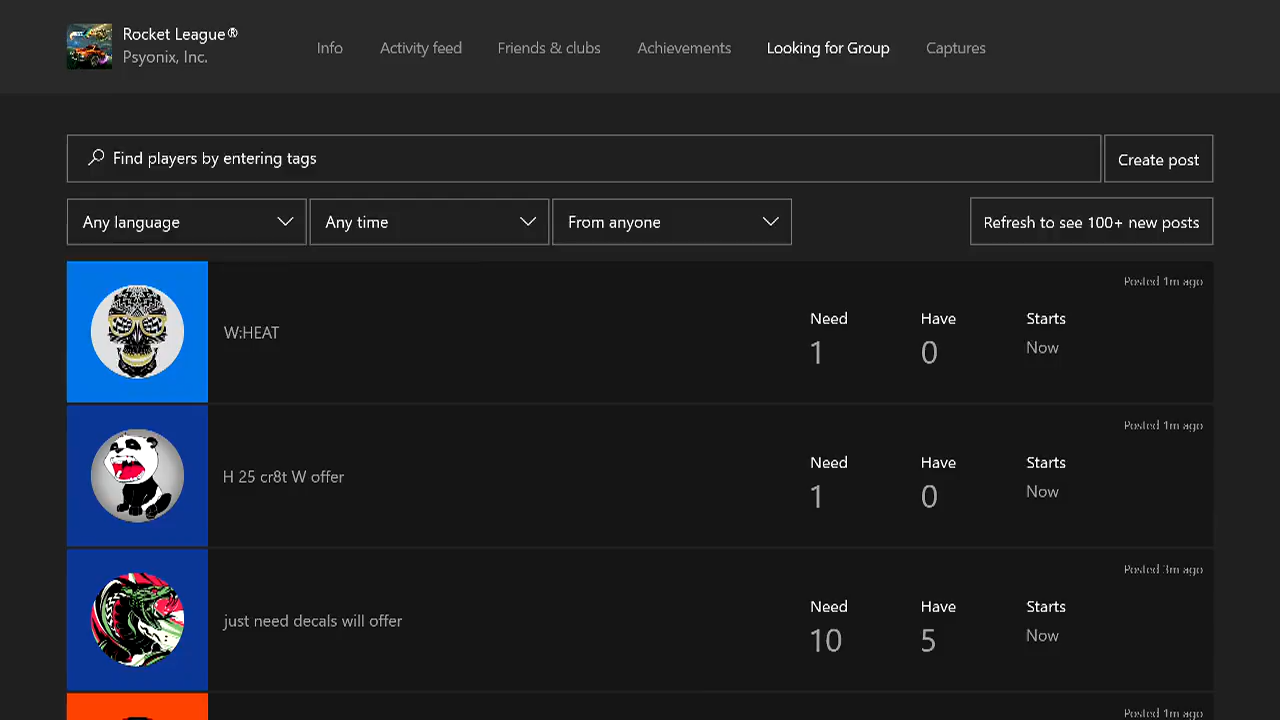 Rocket League®
Psyonix, Inc.
Info Activity feed Friends & clubs Achievements Looking for Group Captures
Find players by entering tags
Create post
Any language Any time From anyone Refresh to see 100+ new posts
Posted 1m ago
W:HEAT
Need Have Starts
1 0 Now
Posted 1m ago
H 25 cr8t W offer
Need Have Starts
1 0 Now
Posted 3m ago
just need decals will offer
Need Have Starts
10 5 Now
Posted 1m ago